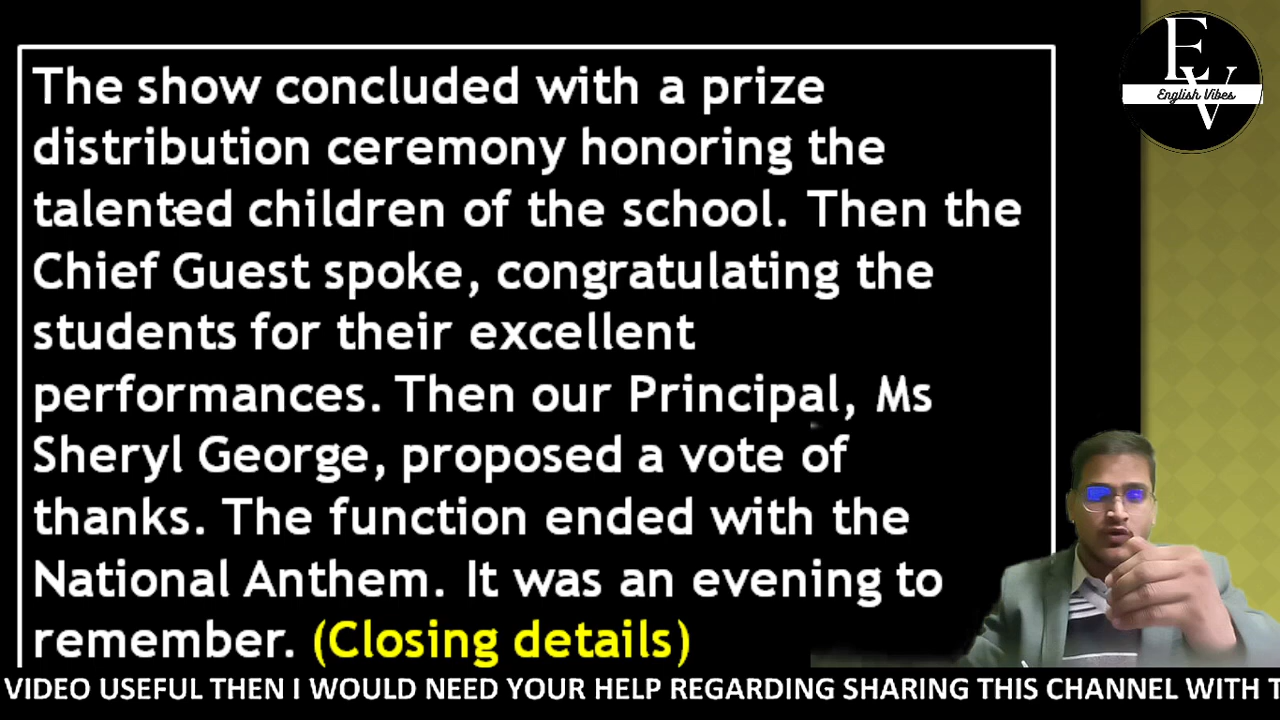 The show concluded with a prize
distribution ceremony honoring the
talented children of the school. Then the
Chief Guest spoke, congratulating the
students for their excellent
performances. Then our Principal, Ms
Sheryl George, proposed a vote of
thanks. The function ended with the
National Anthem. It was an evening to
remember. (Closing details)
E
V
English Vibes
VIDEO USEFUL THEN I WOULD NEED YOUR HELP REGARDING SHARING THIS CHANNEL WITH T